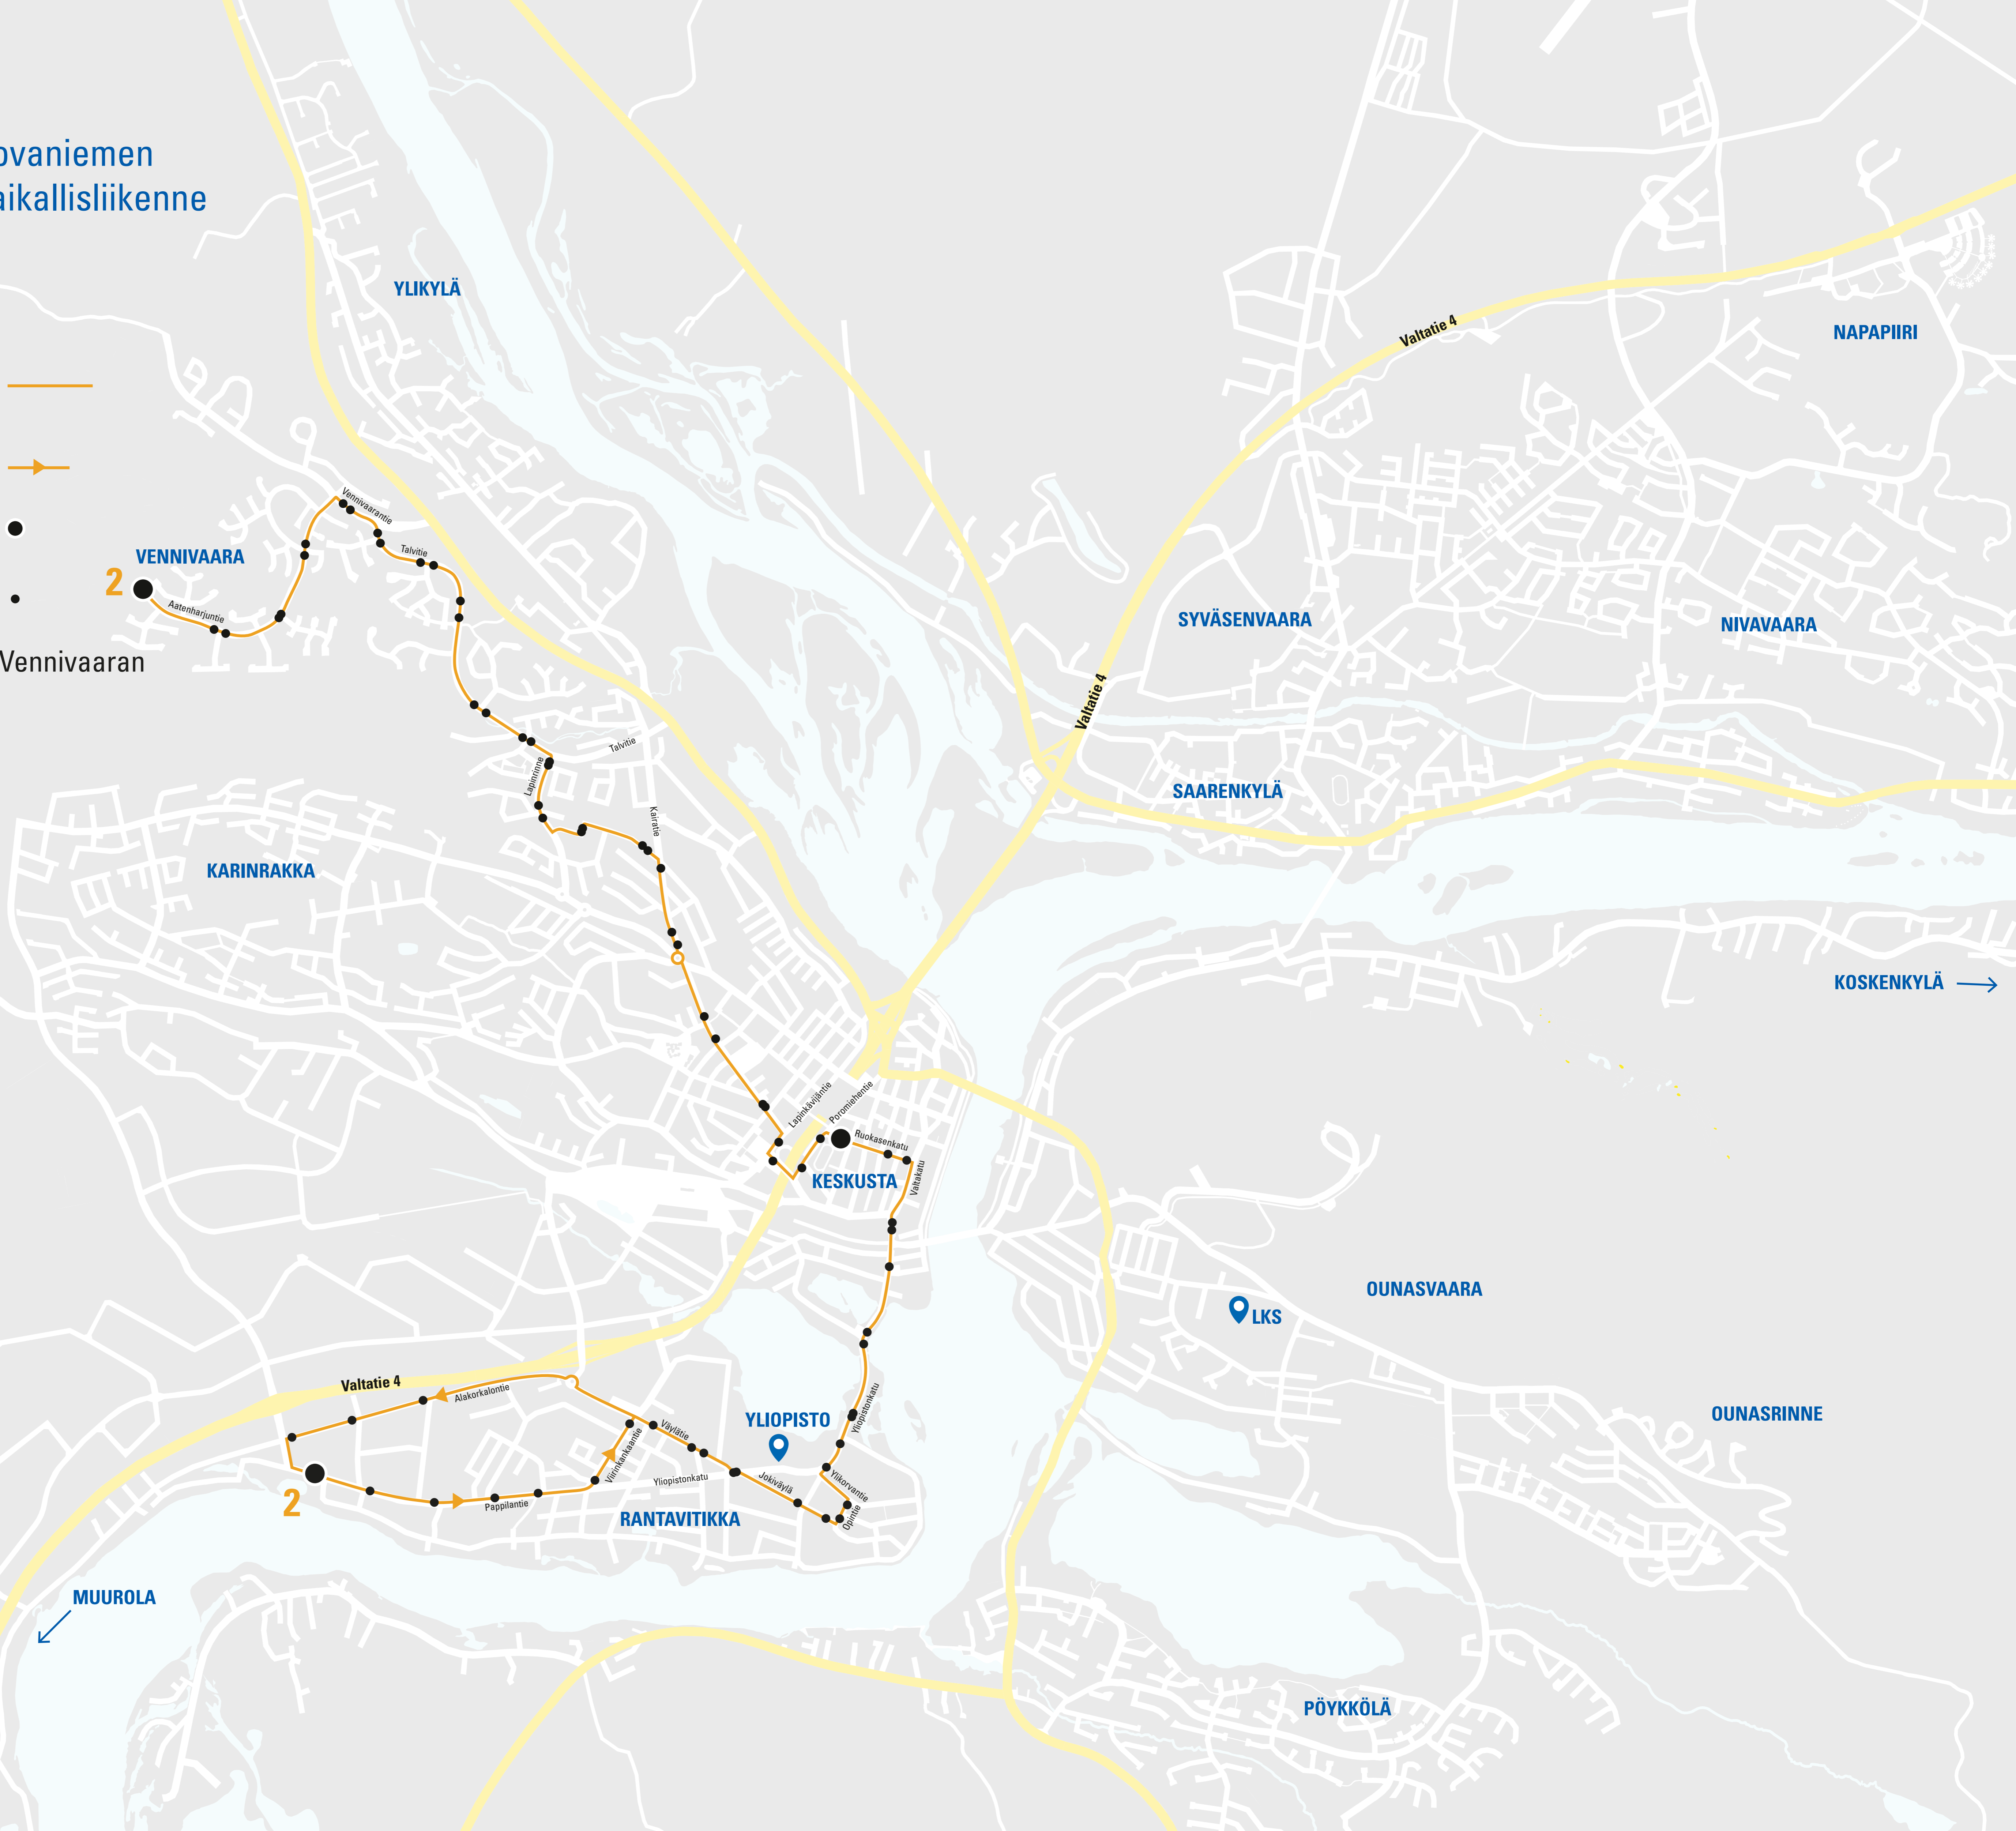 ovaniemen
aikallisliikenne
YLIKYLÄ
Valtatie 4
NAPAPIIRI
Vennivaarantie
Talvitie
VENNIVAARA
2
Aatenharjuntie
Vennivaaran
SYVÄSENVAARA
NIVAVAARA
Valtatie 4
Talvitie
Lapinrinne
SAARENKYLÄ
Kairatie
KARINRAKKA
KOSKENKYLÄ
Lapinkävijäntie
Poromiehentie
Ruokasenkatu
KESKUSTA
Valtakatu
OUNASVAARA
LKS
Valtatie 4
Alakorkalontie
YLIOPISTO
Yliopistonkatu
OUNASRINNE
Väylätie
Viirinkankaantie
Yliopistonkatu
Jokiväylä
Ylikorvantie
Opintie
2
Pappilantie
RANTAVITIKKA
MUUROLA
PÖYKKÖLÄ